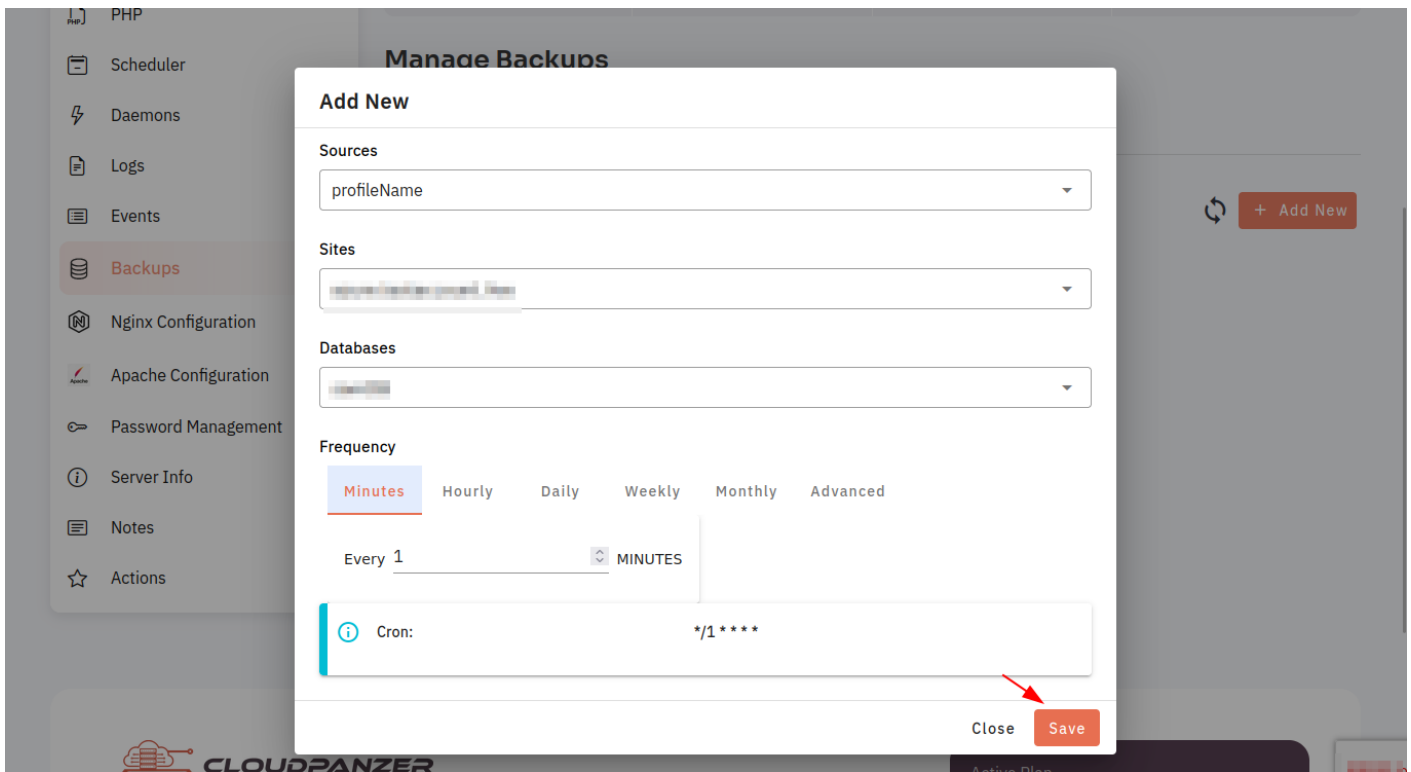 PHP
PHP
Scheduler
Daemons
Logs
Events
Backups
Nginx Configuration
Apache
Apache Configuration
Password Management
Server Info
Notes
Actions
Manage Backups
+ Add New
Add New
Sources
profileName
Sites
Databases
Frequency
Minutes Hourly Daily Weekly Monthly Advanced
Every 1 MINUTES
Cron: */1 * * * *
Close Save
CLOUDPANZER
Active Plan